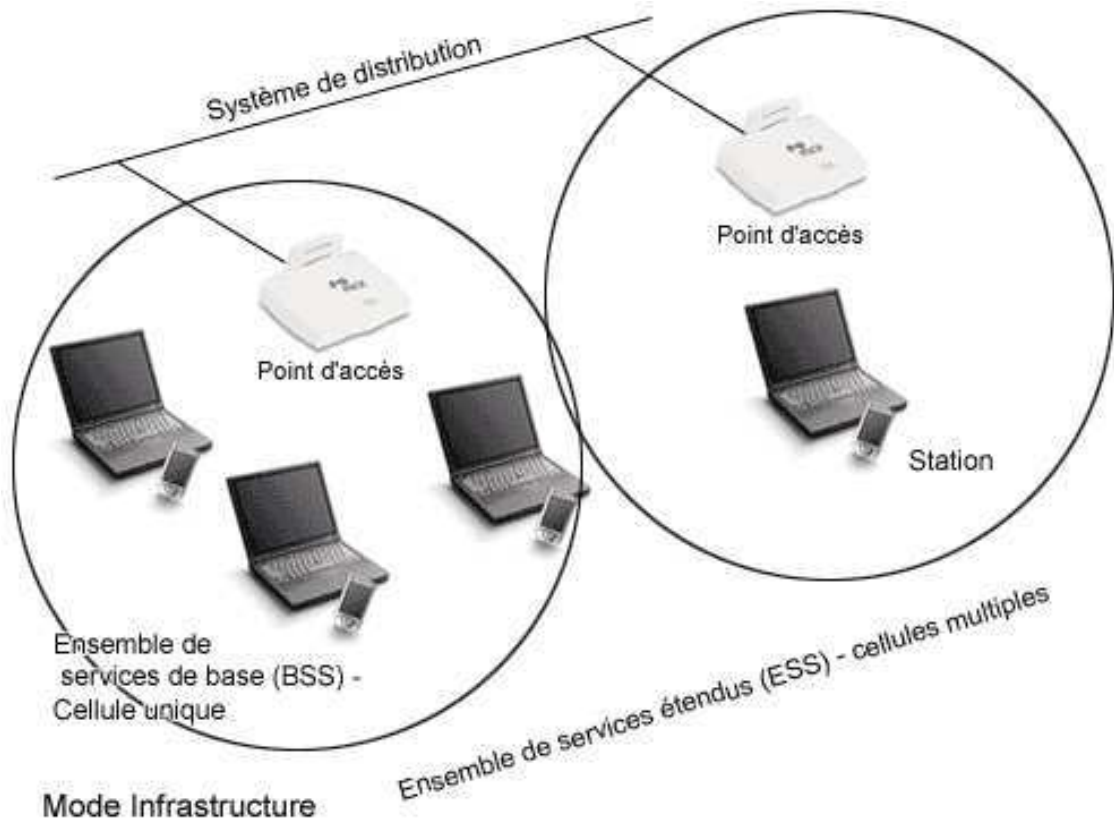 Système de distribution
Point d'accès
Point d'accès
Station
Ensemble de
services de base (BSS) -
Cellule unique
Ensemble de services étendus (ESS) - cellules multiples
Mode Infrastructure